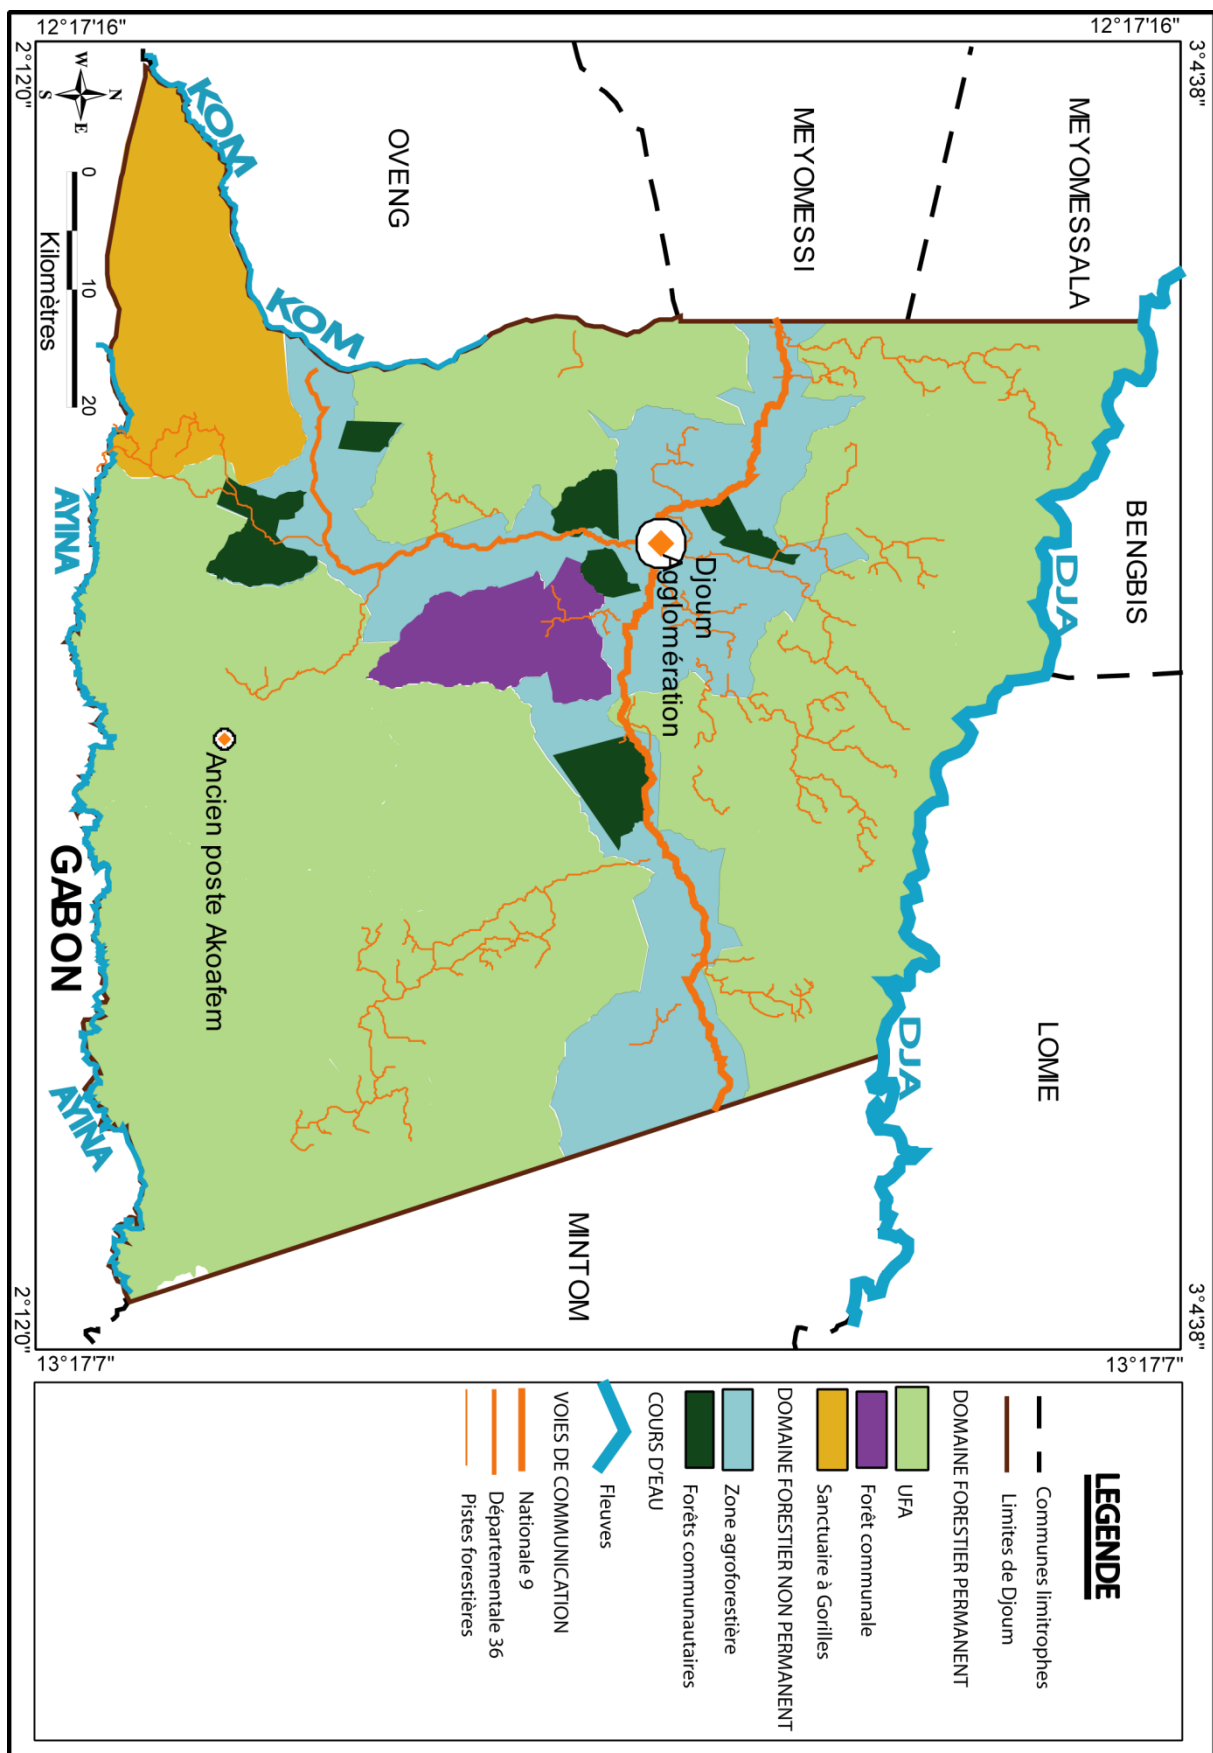 12°17'16"
3°4'38"
MEYOMESSALA
MEYOMESSI
OVENG
KOM
KOM
2°12'0"
12°17'16"
N
W
E
S
0
10
20
Kilomètres
BENGBIS
DJA
LOMIE
DJA
Djoum
Agglomération
Ancien poste Akoafem
AYINA
GABON
AYINA
MINTOM
3°4'38"
13°17'7"
2°12'0"
13°17'7"
LEGENDE
Communes limitrophes
Limites de Djoum
DOMAINE FORESTIER PERMANENT
UFA
Forêt communale
Sanctuaire à Gorilles
DOMAINE FORESTIER NON PERMANENT
Zone agroforestière
Forêts communautaires
COURS D'EAU
Fleuves
VOIES DE COMMUNICATION
Nationale 9
Départementale 36
Pistes forestières